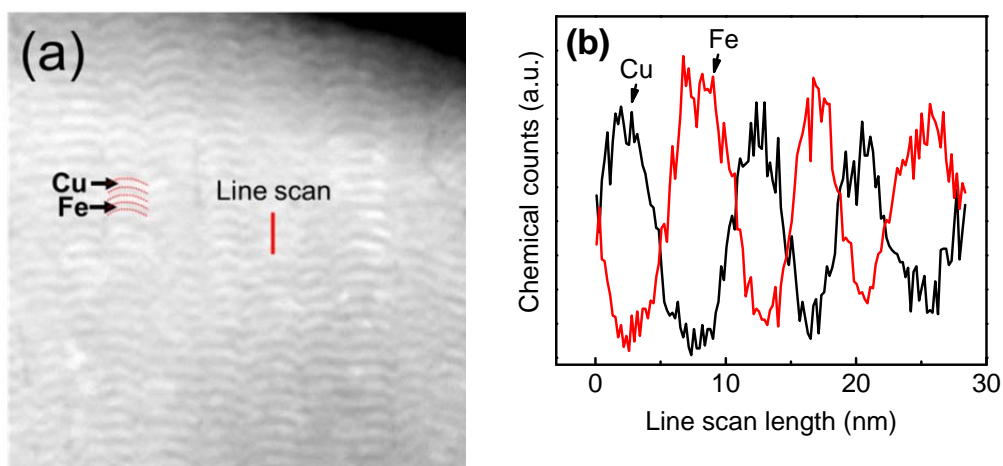 (a)
Cu
Fe
Line scan
(b)
Fe
Cu
Chemical counts (a.u.)
0 10 20 30
Line scan length (nm)